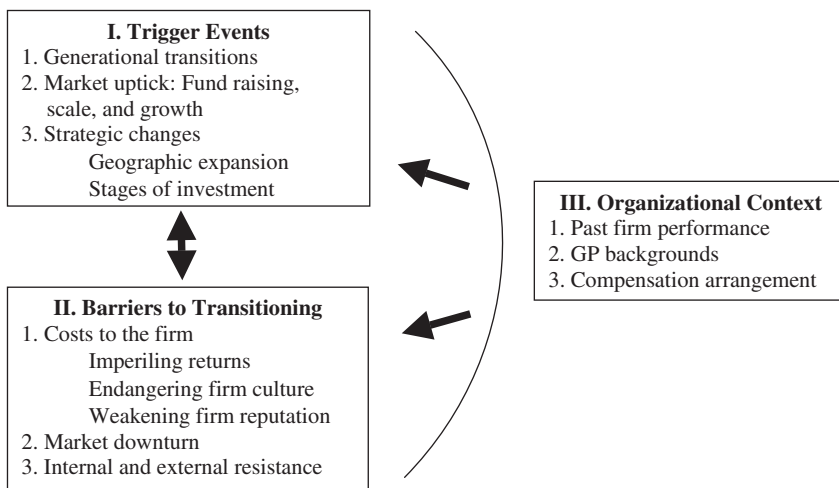 I. Trigger Events
1. Generational transitions
2. Market uptick: Fund raising,
scale, and growth
3. Strategic changes
Geographic expansion
Stages of investment
II. Barriers to Transitioning
1. Costs to the firm
Imperiling returns
Endangering firm culture
Weakening firm reputation
2. Market downturn
3. Internal and external resistance
III. Organizational Context
1. Past firm performance
2. GP backgrounds
3. Compensation arrangement